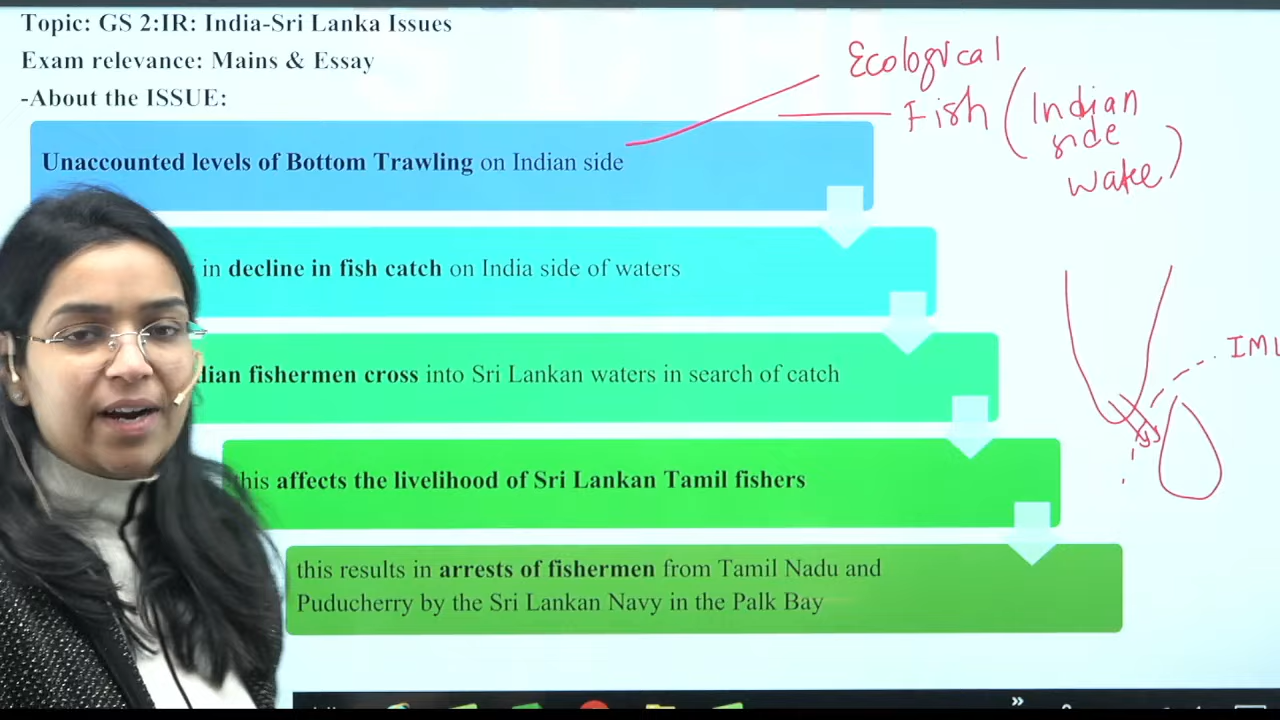 Topic: GS 2:IR: India-Sri Lanka Issues
Exam relevance: Mains & Essay
-About the ISSUE:
Unaccounted levels of Bottom Trawling on Indian side
in decline in fish catch on India side of waters
dian fishermen cross into Sri Lankan waters in search of catch
his affects the livelihood of Sri Lankan Tamil fishers
this results in arrests of fishermen from Tamil Nadu and
Puducherry by the Sri Lankan Navy in the Palk Bay
Ecological
Fish (Indian
side
)
IML